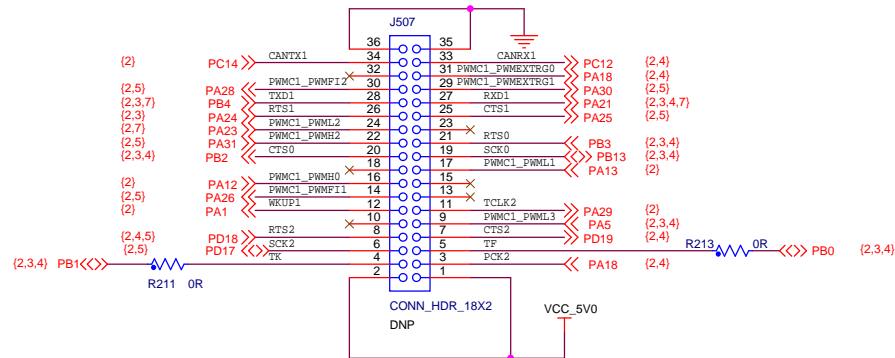 J507
36 35
{2} PC14 CANTX1 34 33 CANRX1 PC12 {2,4}
32 31 PWMC1_PWMEXTRG0 PA18 {2,4}
{2,5} PA28 PWMC1_PWMFI2 30 29 PWMC1_PWMEXTRG1 PA30 {2,5}
{2,3,7} PB4 TXD1 28 27 RXD1 PA21 {2,3,4,7}
{2,3} PA24 RTS1 26 25 CTS1 PA25 {2,5}
{2,7} PA23 PWMC1_PWML2 24 23
{2,5} PA31 PWMC1_PWMH2 22 21 RTS0 PB3 {2,3,4}
{2,3,4} PB2 CTS0 20 19 SCK0 PB13 {2,3,4}
18 17 PWMC1_PWML1 PA13 {2}
{2} PA12 PWMC1_PWMH0 16 15
{2,5} PA26 PWMC1_PWMFI1 14 13
{2} PA1 WKUP1 12 11 TCLK2 PA29 {2}
10 9 PWMC1_PWML3 PA5 {2,3,4}
{2,4,5} PD18 RTS2 8 7 CTS2 PD19 {2,4}
{2,5} PD17 SCK2 6 5 TF R213 0R PB0 {2,3,4}
{2,3,4} PB1 R211 0R TK 4 3 PCK2 PA18 {2,4}
2 1
CONN_HDR_18X2
VCC_5V0
DNP